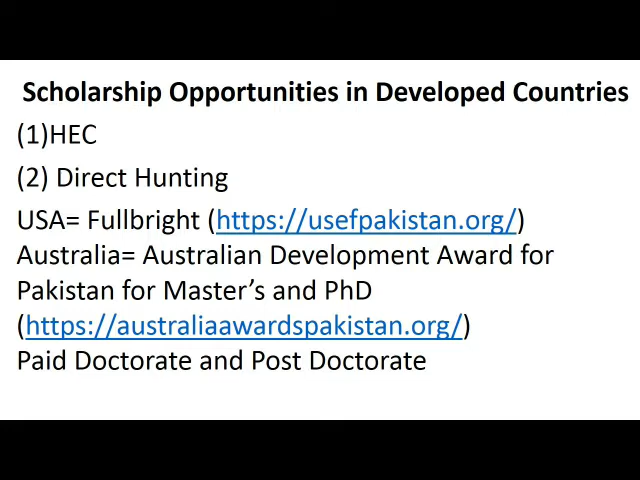 Scholarship Opportunities in Developed Countries
(1)HEC
(2) Direct Hunting
USA= Fullbright (https://usefpakistan.org/)
Australia= Australian Development Award for
Pakistan for Master’s and PhD
(https://australiaawardspakistan.org/)
Paid Doctorate and Post Doctorate